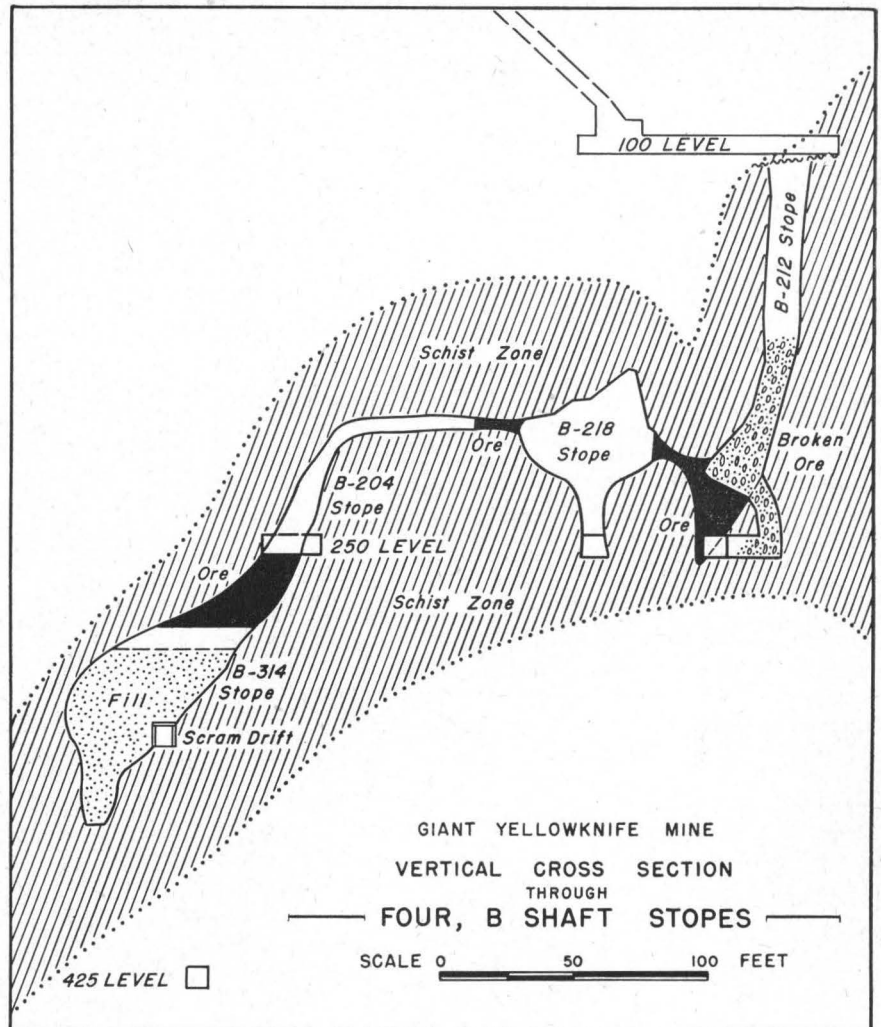 100 LEVEL
B-212 Stope
Schist Zone
Ore
B-218
Stope
Broken
Ore
B-204
Stope
Ore
250 LEVEL
Ore
Schist Zone
B-314
Stope
Fill
Scram Drift
GIANT YELLOWKNIFE MINE
VERTICAL CROSS SECTION
THROUGH
FOUR, B SHAFT STOPES
SCALE 0 50 100 FEET
425 LEVEL